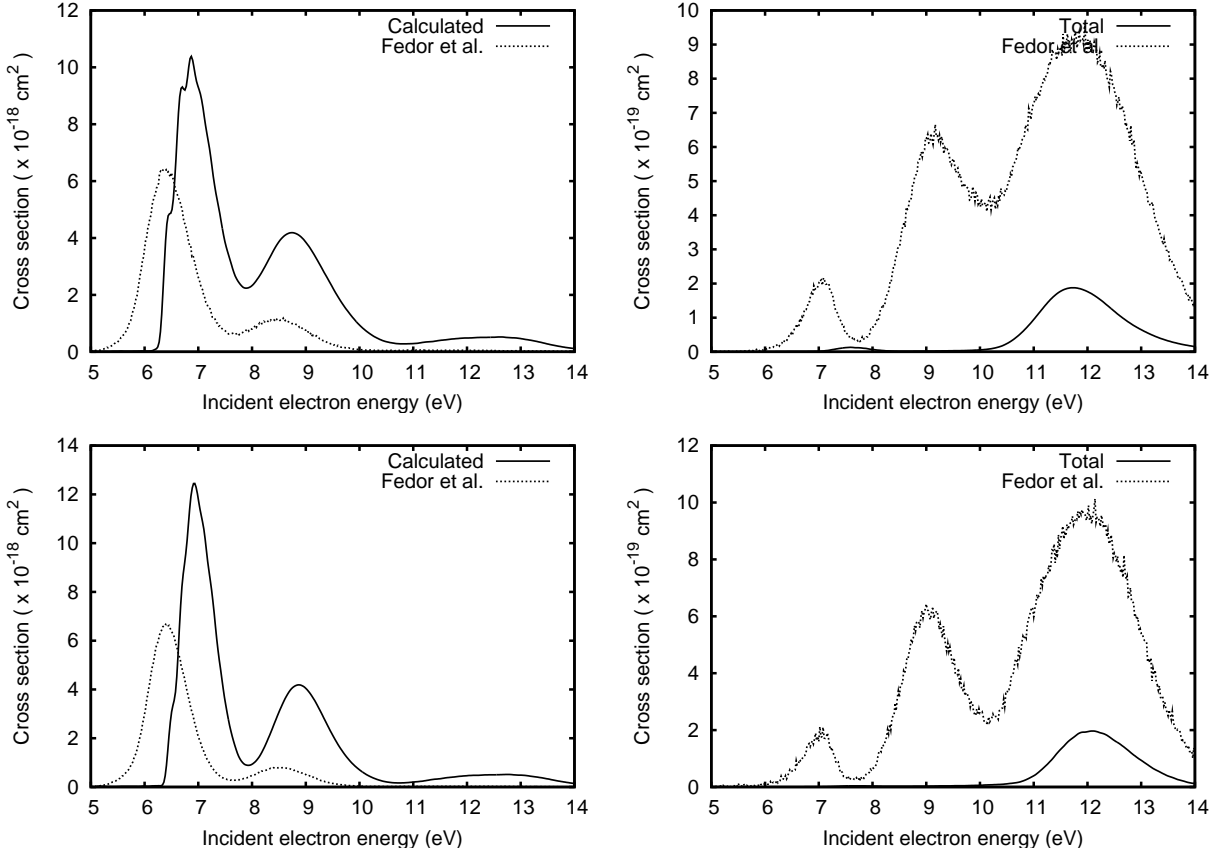 12
10
8
6
4
2
0
5 6 7 8 9 10 11 12 13 14
Cross section ( x 10-18 cm2 )
Incident electron energy (eV)
Calculated
Fedor et al.
10
9
8
7
6
5
4
3
2
1
0
5 6 7 8 9 10 11 12 13 14
Cross section ( x 10-19 cm2 )
Incident electron energy (eV)
Total
Fedor et al.
14
12
10
8
6
4
2
0
5 6 7 8 9 10 11 12 13 14
Cross section ( x 10-18 cm2 )
Incident electron energy (eV)
Calculated
Fedor et al.
12
10
8
6
4
2
0
5 6 7 8 9 10 11 12 13 14
Cross section ( x 10-19 cm2 )
Incident electron energy (eV)
Total
Fedor et al.